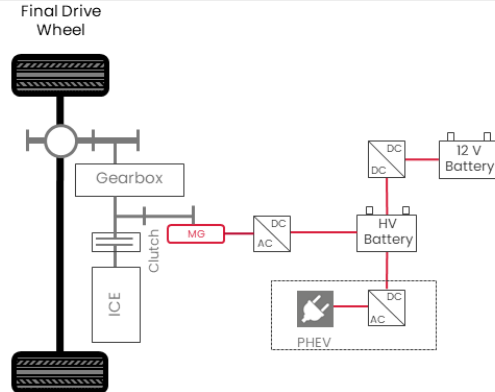 Final Drive
Wheel
DC
DC
12 V
Battery
Gearbox
HV
Battery
MG
DC
AC
Clutch
ICE
DC
AC
PHEV